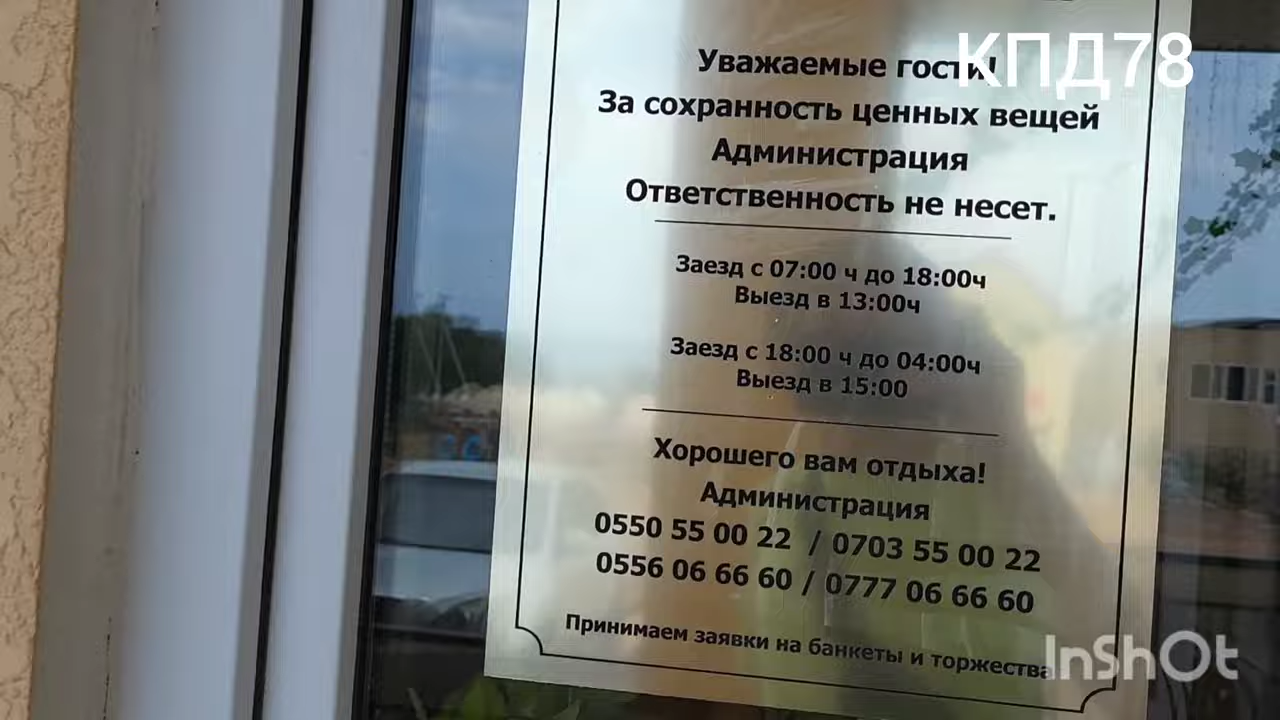 КПД78
Уважаемые гости!
За сохранность ценных вещей
Администрация
Ответственность не несет.
Заезд с 07:00 ч до 18:00ч
Выезд в 13:00ч
Заезд с 18:00 ч до 04:00ч
Выезд в 15:00
Хорошего вам отдыха!
Администрация
0550 55 00 22 / 0703 55 00 22
0556 06 66 60 / 0777 06 66 60
Принимаем заявки на банкеты и торжества
InShOt